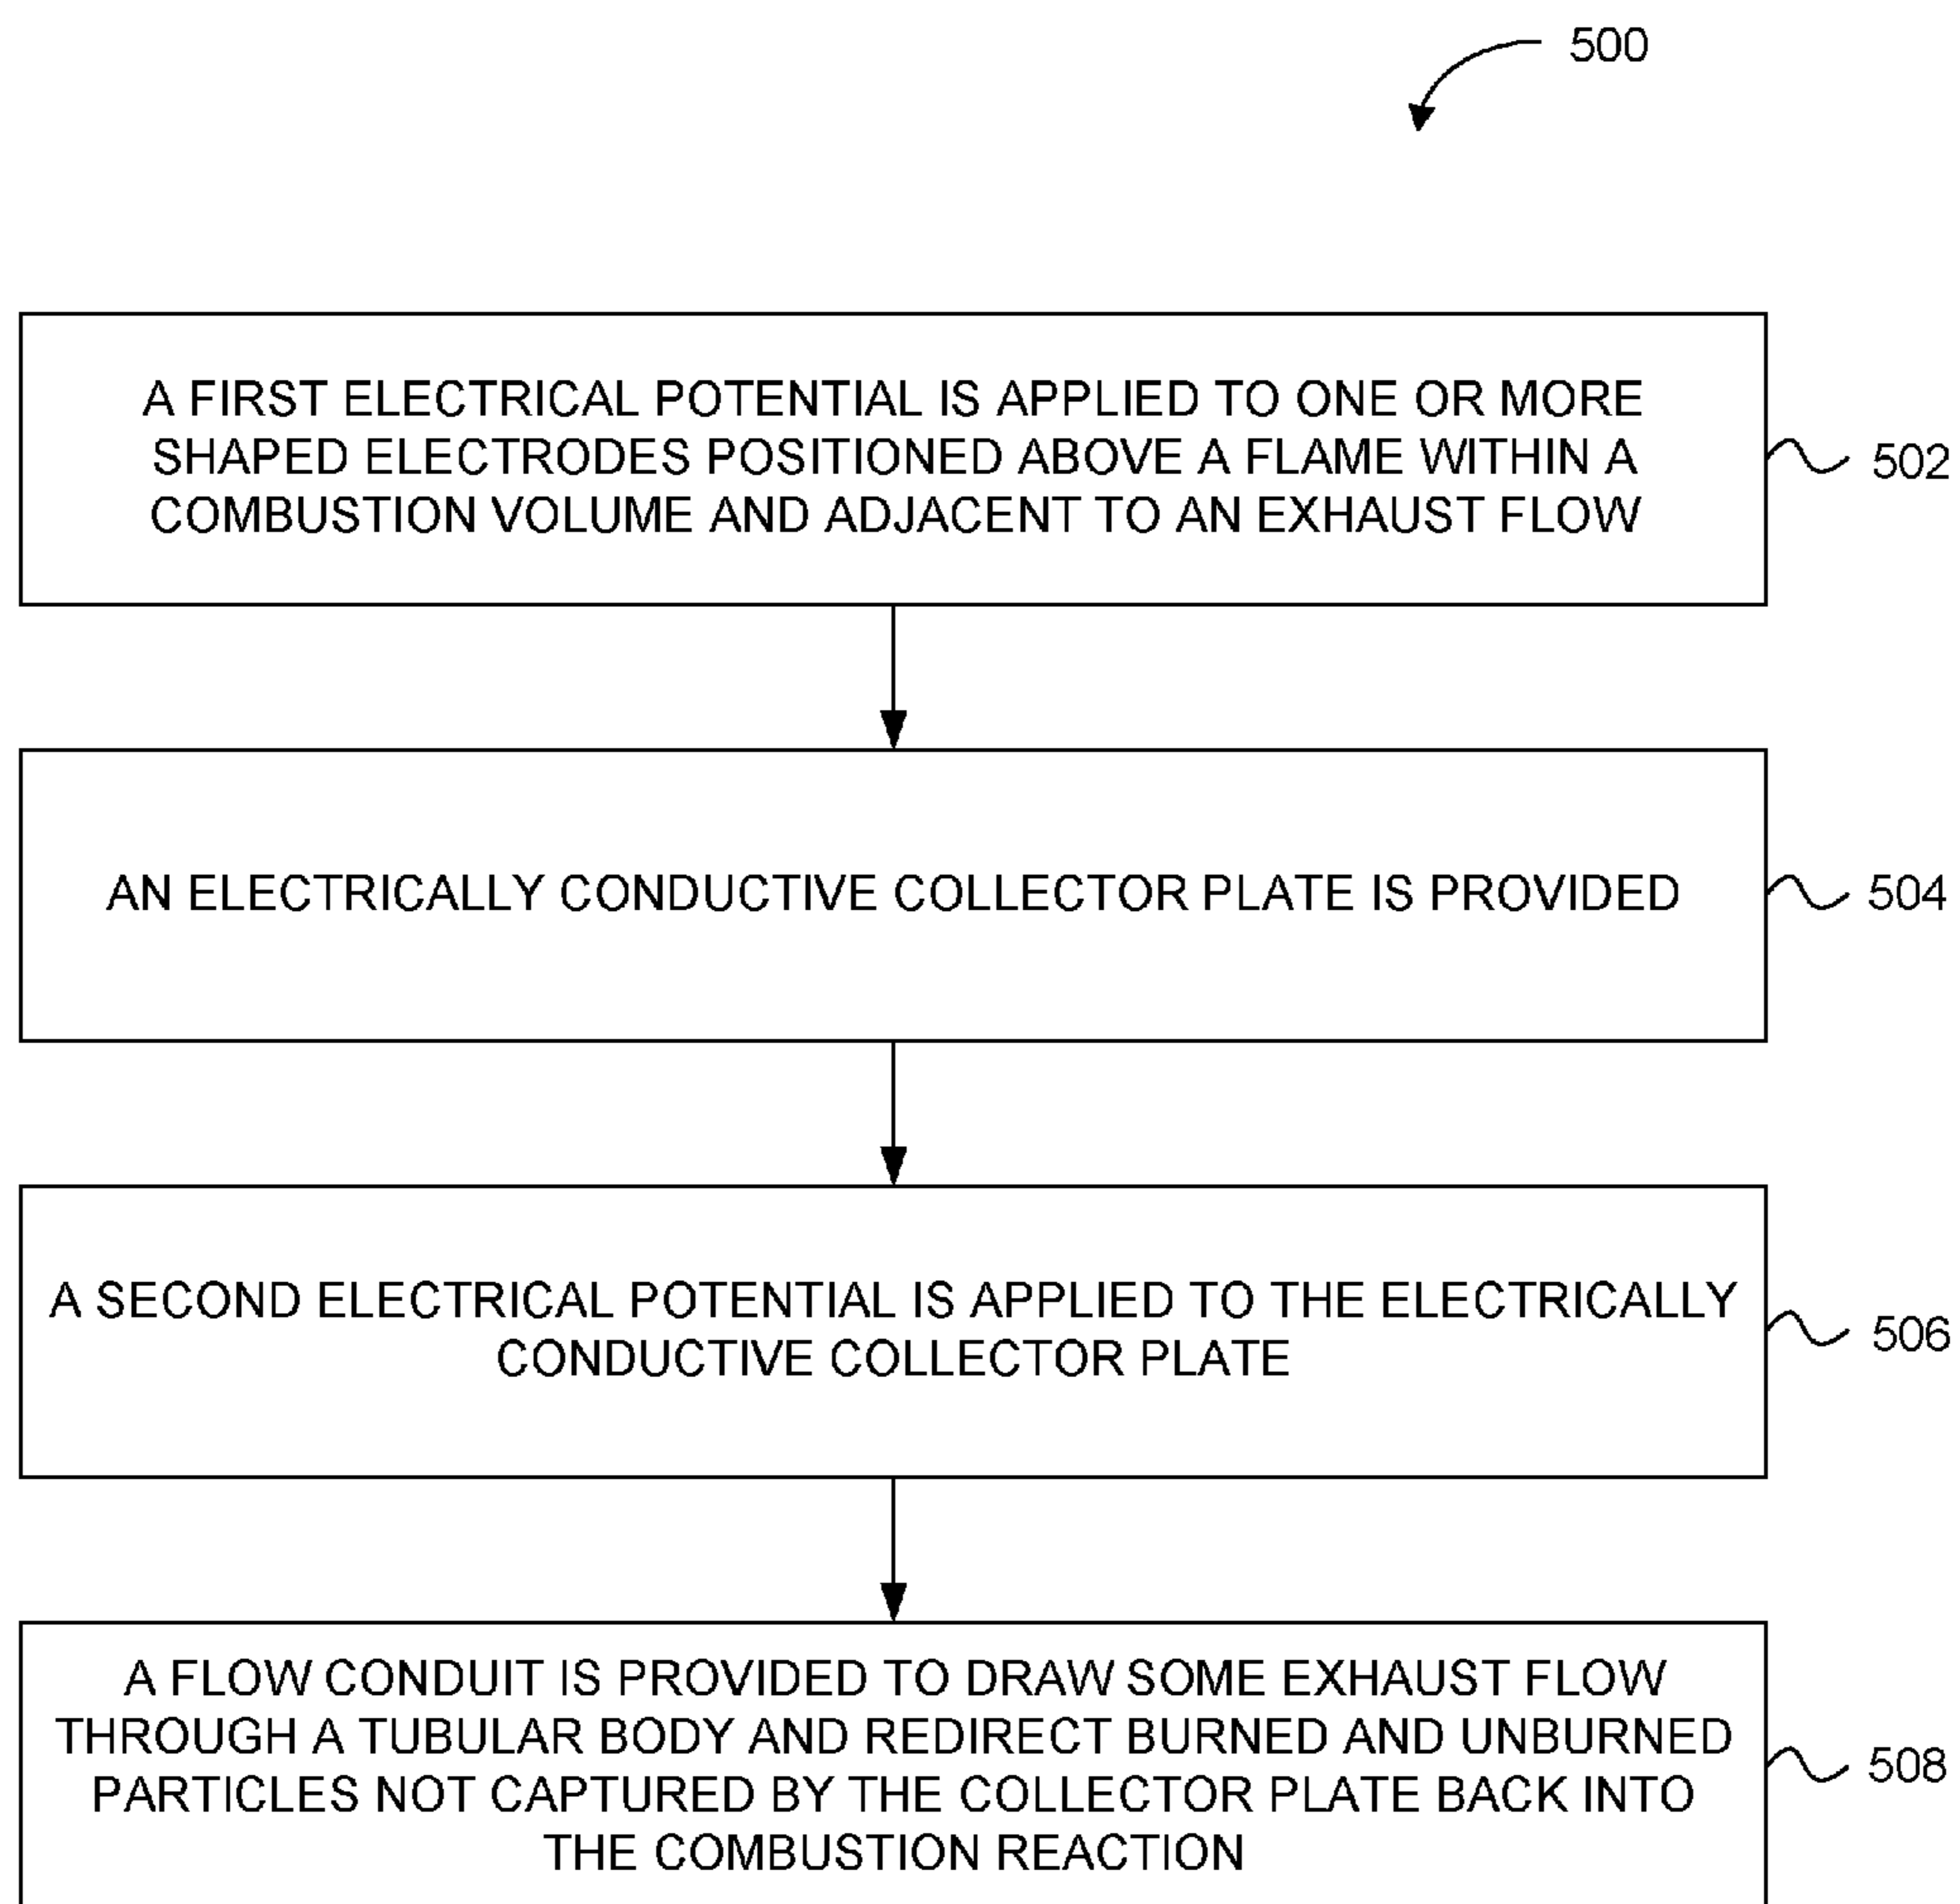 500
A FIRST ELECTRICAL POTENTIAL IS APPLIED TO ONE OR MORE
SHAPED ELECTRODES POSITIONED ABOVE A FLAME WITHIN A
COMBUSTION VOLUME AND ADJACENT TO AN EXHAUST FLOW
502
AN ELECTRICALLY CONDUCTIVE COLLECTOR PLATE IS PROVIDED
504
A SECOND ELECTRICAL POTENTIAL IS APPLIED TO THE ELECTRICALLY
CONDUCTIVE COLLECTOR PLATE
506
A FLOW CONDUIT IS PROVIDED TO DRAW SOME EXHAUST FLOW
THROUGH A TUBULAR BODY AND REDIRECT BURNED AND UNBURNED
PARTICLES NOT CAPTURED BY THE COLLECTOR PLATE BACK INTO
THE COMBUSTION REACTION
508